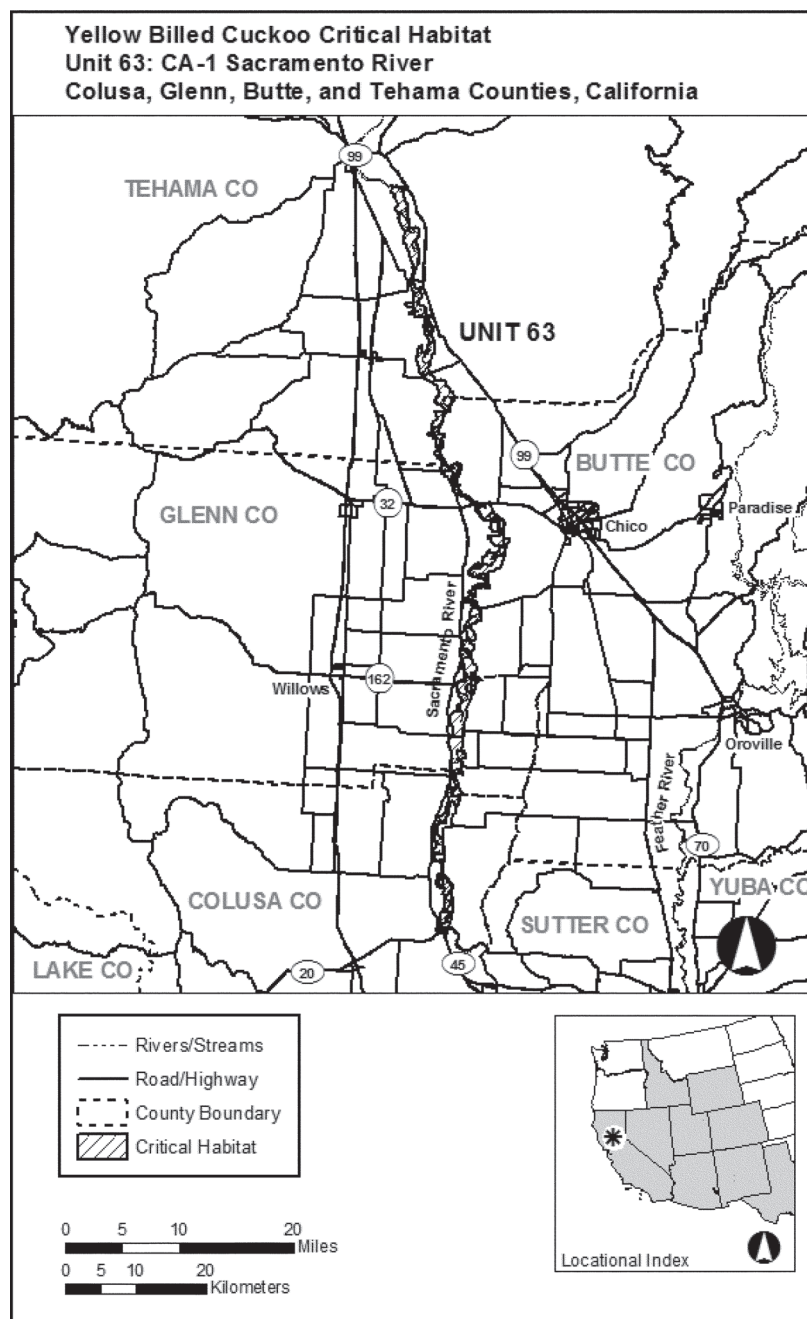 Yellow Billed Cuckoo Critical Habitat
Unit 63: CA-1 Sacramento River
Colusa, Glenn, Butte, and Tehama Counties, California
99
TEHAMA CO
UNIT 63
99
BUTTE CO
GLENN CO
32
Chico
Paradise
Sacramento River
Willows
162
Oroville
Feather River
70
YUBA CO
COLUSA CO
SUTTER CO
LAKE CO
20
45
Rivers/Streams
Road/Highway
County Boundary
Critical Habitat
0 5 10 20
Miles
0 5 10 20
Kilometers
Locational Index